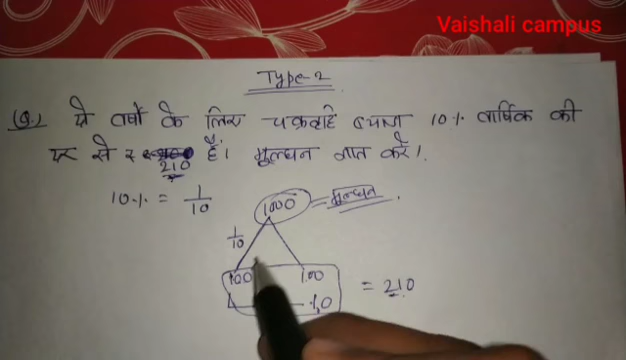 Vaishali campus
Type-2
(Q.) दो वर्षो के लिए चक्रवृद्धि ब्याज 10% वार्षिक की
दर से ₹ 210 है। मूलधन ज्ञात करें।
10% = 1/10
1000 = मूलधन
1/10
100 100
10 = 210